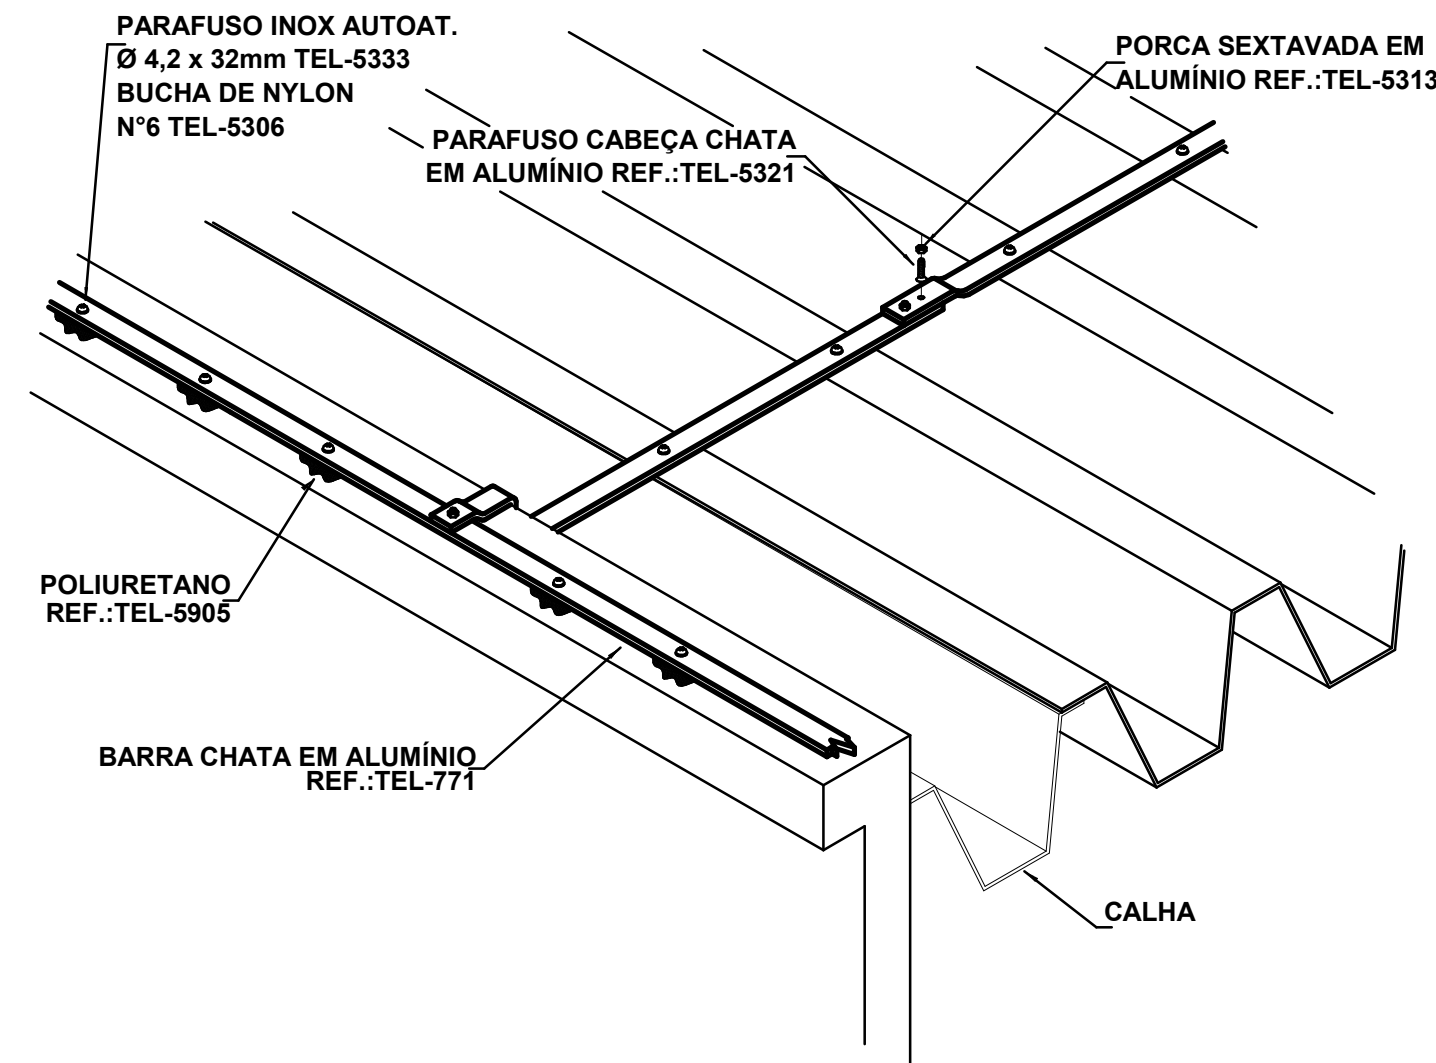 PARAFUSO INOX AUTOAT.
Ø 4,2 x 32mm TEL-5333
BUCHA DE NYLON
N°6 TEL-5306
PORCA SEXTAVADA EM
ALUMÍNIO REF.:TEL-5313
PARAFUSO CABEÇA CHATA
EM ALUMÍNIO REF.:TEL-5321
POLIURETANO
REF.:TEL-5905
BARRA CHATA EM ALUMÍNIO
REF.:TEL-771
CALHA